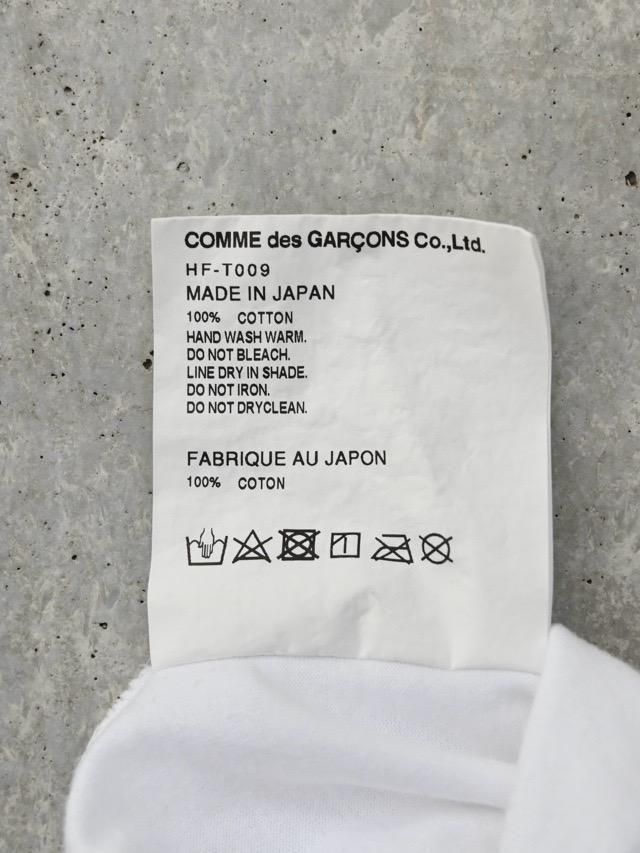 COMME des GARÇONS Co.,Ltd.
HF-T009
MADE IN JAPAN
100% COTTON
HAND WASH WARM.
DO NOT BLEACH.
LINE DRY IN SHADE.
DO NOT IRON.
DO NOT DRYCLEAN.
FABRIQUE AU JAPON
100% COTON